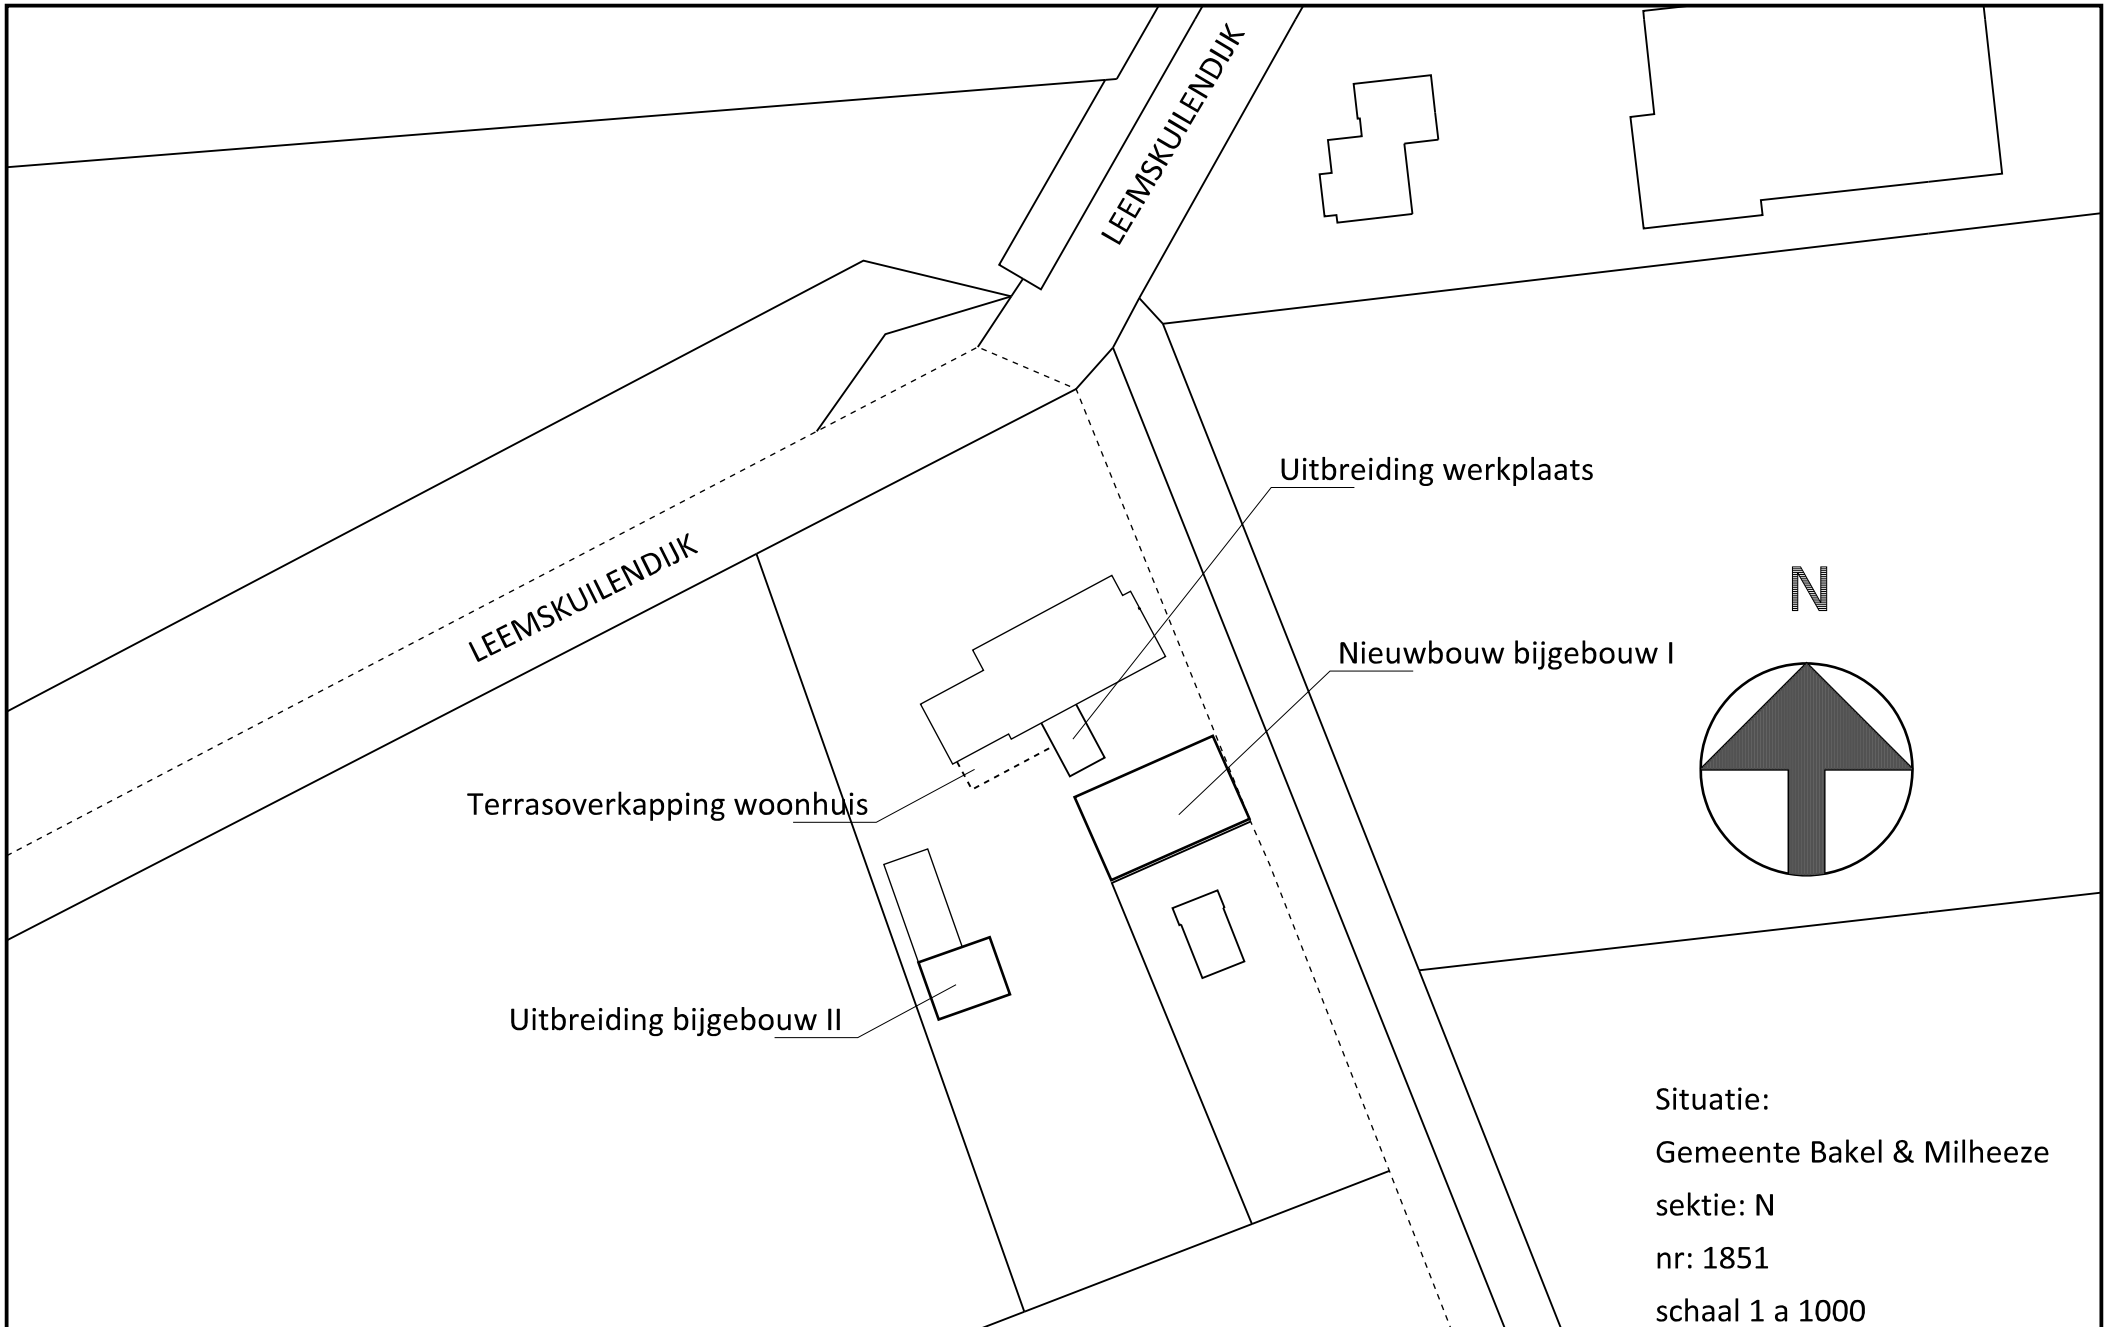 LEEMSKUILENDIJK
Uitbreiding werkplaats
LEEMSKUILENDIJK
N
Nieuwbouw bijgebouw I
Terrasoverkapping woonhuis
Uitbreiding bijgebouw II
Situatie:
Gemeente Bakel & Milheeze
sektie: N
nr: 1851
schaal 1 a 1000